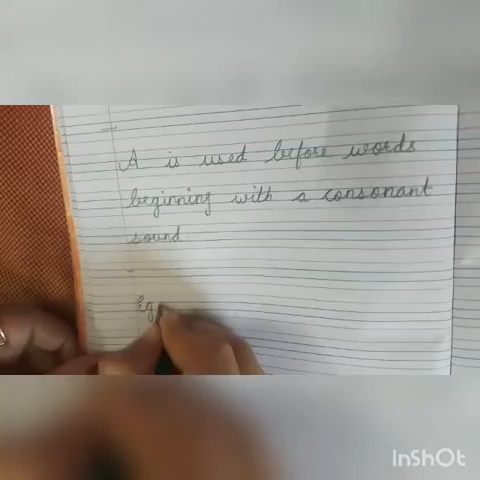 A is used before words
beginning with a consonant
sound.
Eg
InShOt